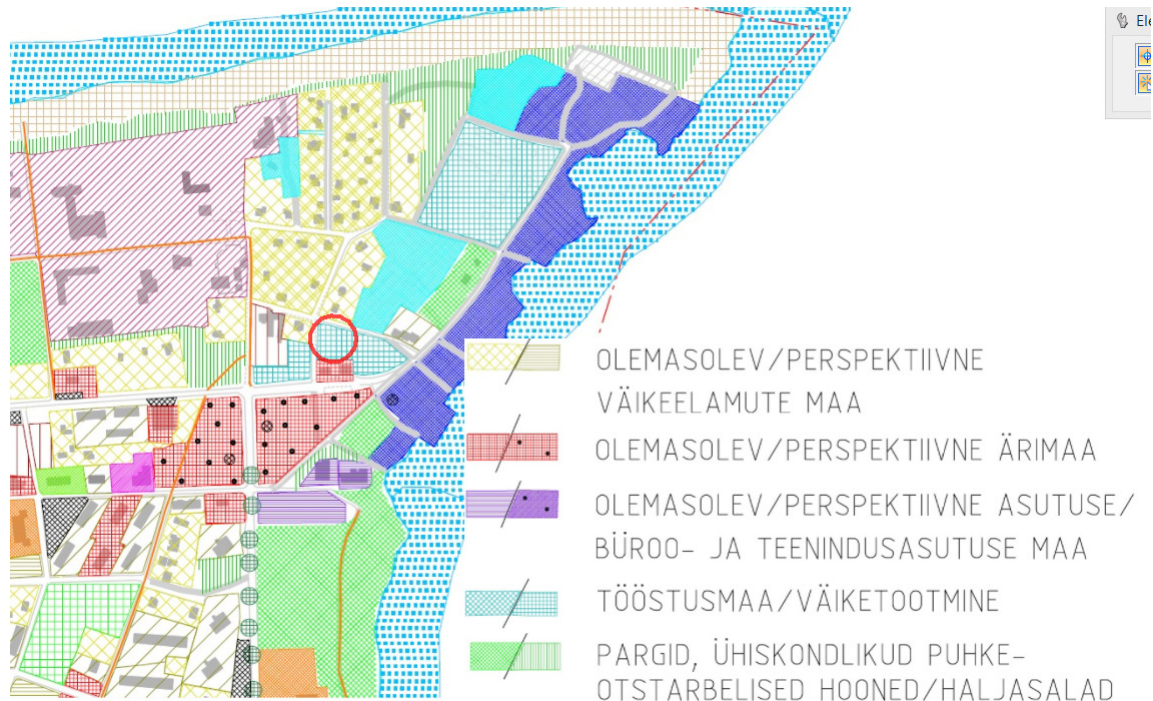 Ele
OLEMASOLEV/PERSPEKTIIVNE
VÄIKEELAMUTE MAA
OLEMASOLEV/PERSPEKTIIVNE ÄRIMAA
OLEMASOLEV/PERSPEKTIIVNE ASUTUSE/
BÜROO- JA TEENINDUSASUTUSE MAA
TÖÖSTUSMAA/VÄIKETOOTMINE
PARGID, ÜHISKONDLIKUD PUHKE-
OTSTARBELISED HOONED/HALJASALAD